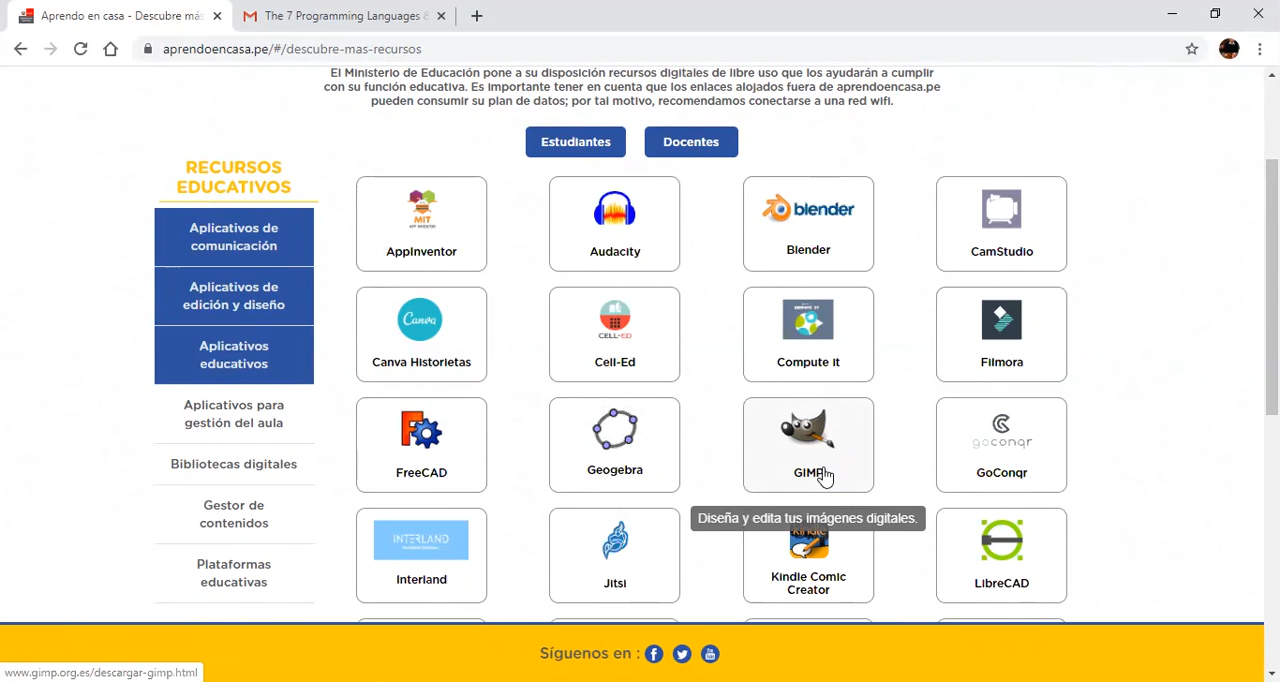 Aprendo en casa - Descubre má
The 7 Programming Languages &
aprendoencasa.pe/#/descubre-mas-recursos
El Ministerio de Educación pone a su disposición recursos digitales de libre uso que los ayudarán a cumplir
con su función educativa. Es importante tener en cuenta que los enlaces alojados fuera de aprendoencasa.pe
pueden consumir su plan de datos; por tal motivo, recomendamos conectarse a una red wifi.
Estudiantes
Docentes
RECURSOS
EDUCATIVOS
Aplicativos de
comunicación
Aplicativos de
edición y diseño
Aplicativos
educativos
Aplicativos para
gestión del aula
Bibliotecas digitales
Gestor de
contenidos
Plataformas
educativas
MIT
APP INVENTOR
AppInventor
Audacity
blender
Blender
CamStudio
Canva
Canva Historietas
CELL-ED
Cell-Ed
COMPUTE IT
Compute it
Filmora
FreeCAD
Geogebra
GIMP
goconqr
GoConqr
Diseña y edita tus imágenes digitales.
INTERLAND
Interland
Jitsi
Kindle
Kindle Comic
Creator
LibreCAD
Síguenos en :
www.gimp.org.es/descargar-gimp.html